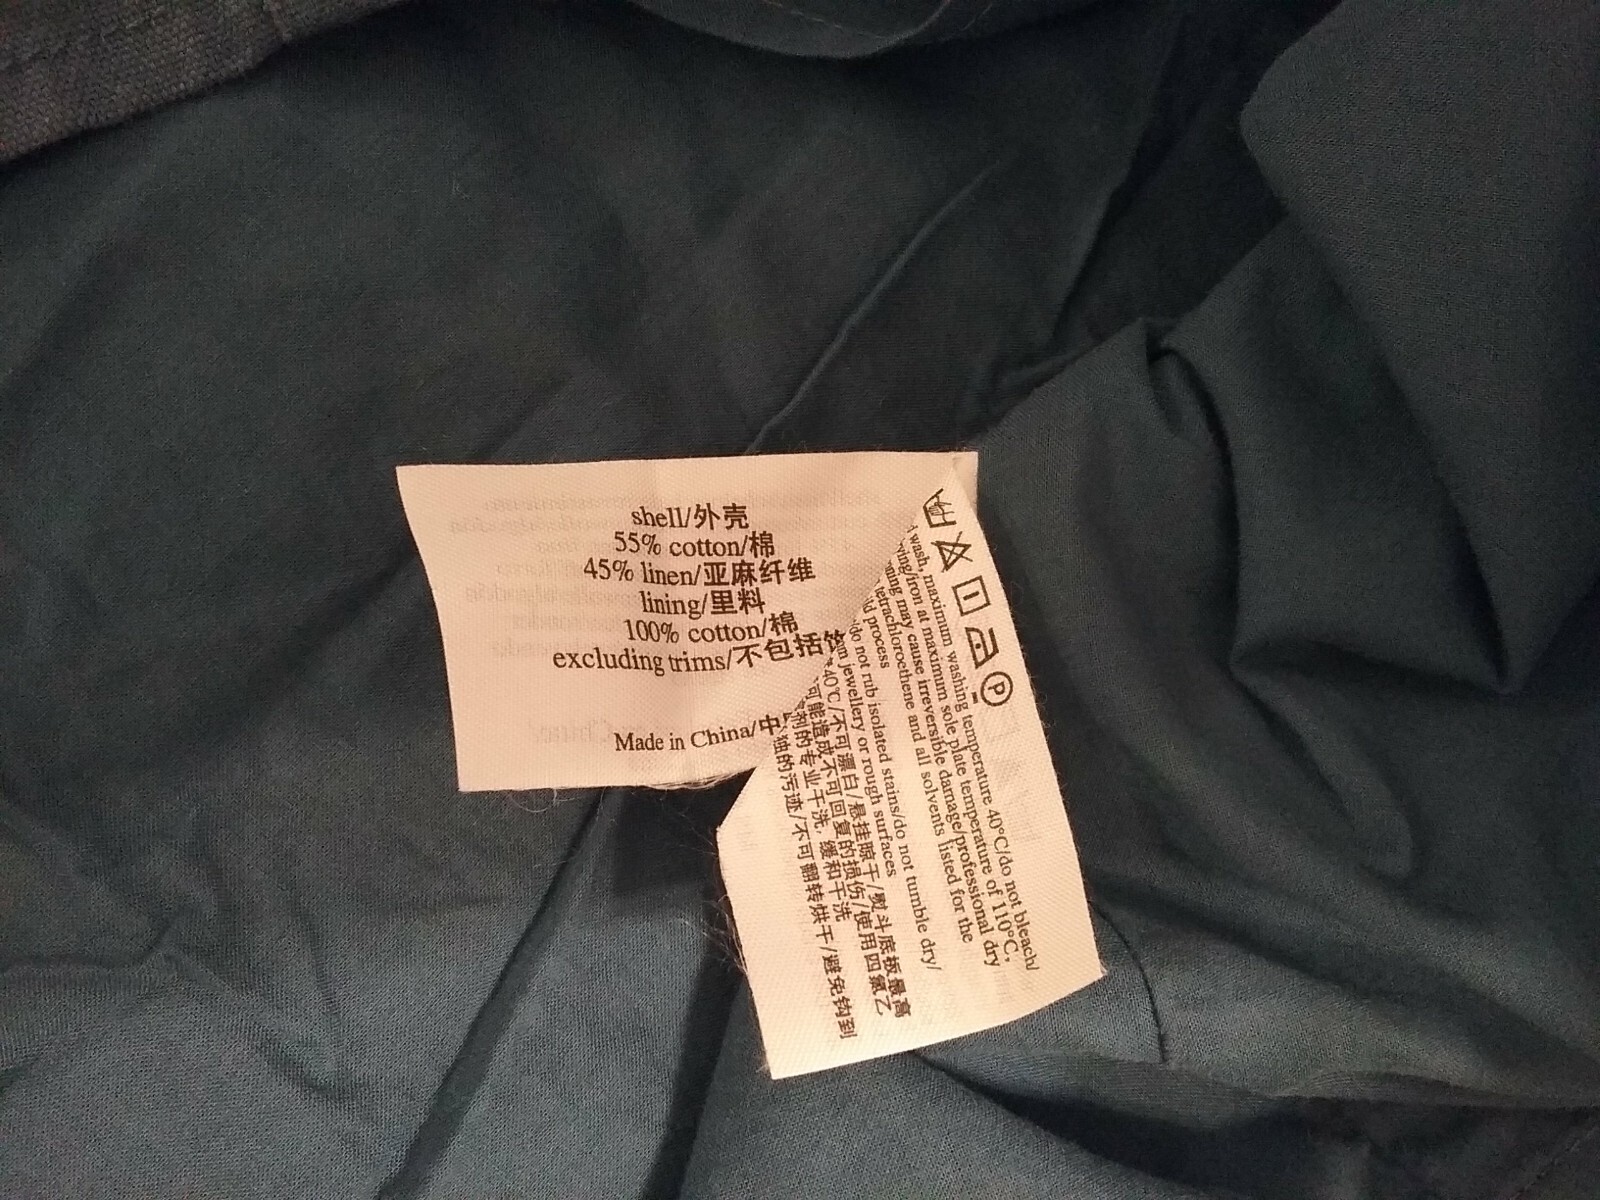 shell/外壳
55% cotton/棉
45% linen/亚麻纤维
lining/里料
100% cotton/棉
excluding trims/不包括
Made in China/中
P
wash, maximum washing temperature 40°C/do not bleach/
iron at maximum sole plate temperature of 110°C,
may cause irreversible damage/professional dry
tetrachloroethene and all solvents listed for the
process
do not rub isolated stains/do not tumble dry/
jewellery or rough surfaces
40℃/不可漂白/悬挂晾干/熨斗底板最高
可能造成不可回复的损伤/使用四氯乙
剂的专业干洗,缓和干洗
独的污迹/不可翻转烘干/避免钩到